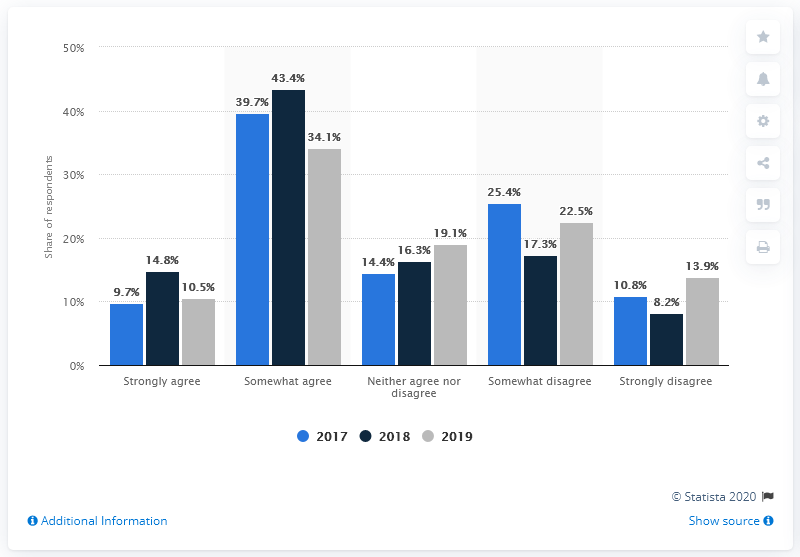 50%
43.4%
39.7%
40%
34.1%
30%
25.4%
22.5%
19.1%
20%
17.3%
16.3%
14.8%
14.4%
13.9%
10.5%
10.8%
9.7%
8.2%
10%
0%
Share of respondents
Strongly agree
Somewhat agree
Neither agree nor
disagree
Somewhat disagree
Strongly disagree
2017 2018 2019
© Statista 2020
Additional Information
Show source